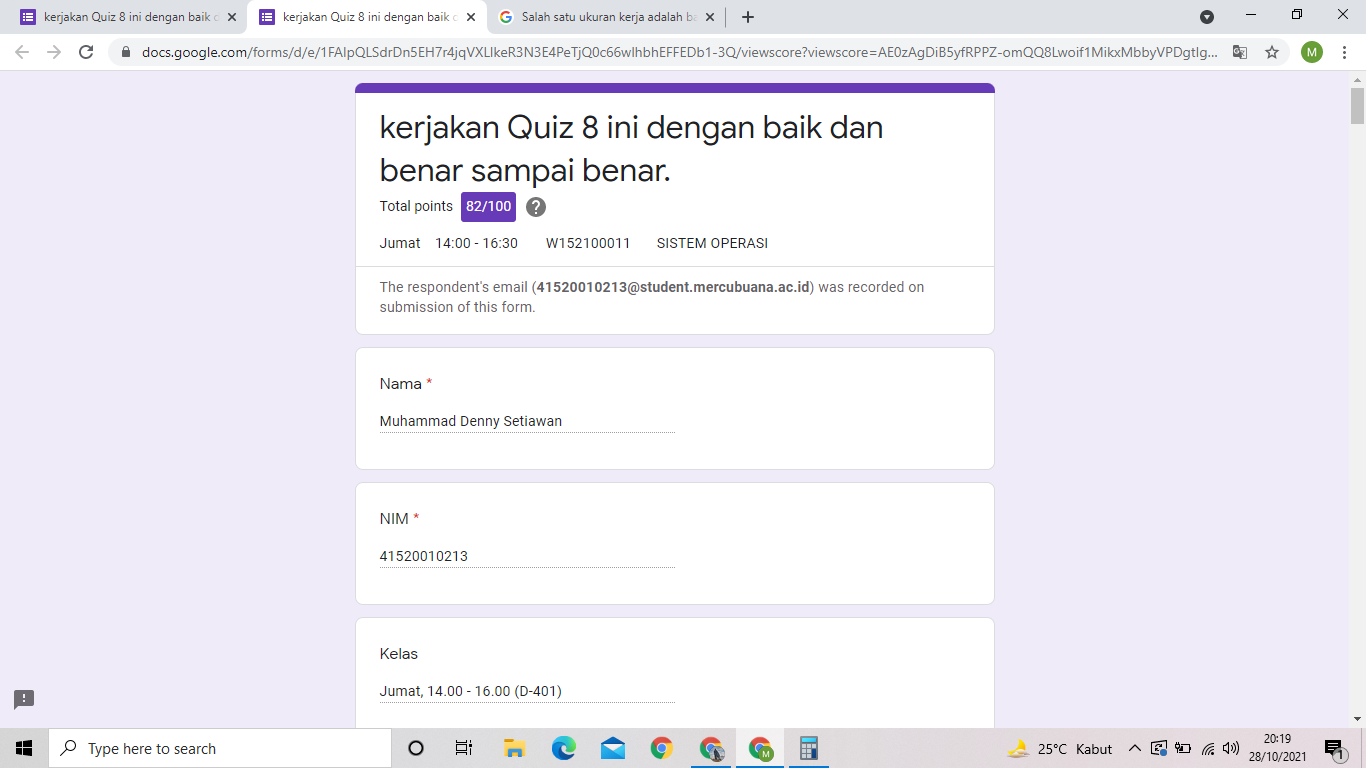 kerjakan Quiz 8 ini dengan baik d
kerjakan Quiz 8 ini dengan baik d
Salah satu ukuran kerja adalah ba
docs.google.com/forms/d/e/1FAIpQLSdrDn5EH7r4jqVXLlkeR3N3E4PeTjQ0c66wIhbhEFFEDb1-3Q/viewscore?viewscore=AE0zAgDiB5yfRPPZ-omQQ8Lwoif1MikxMbbyVPDgtIg...
M
kerjakan Quiz 8 ini dengan baik dan
benar sampai benar.
Total points 82/100
Jumat 14:00 - 16:30 W152100011 SISTEM OPERASI
The respondent's email (41520010213@student.mercubuana.ac.id) was recorded on
submission of this form.
Nama *
Muhammad Denny Setiawan
NIM *
41520010213
Kelas
Jumat, 14.00 - 16.00 (D-401)
Type here to search
M
25°C Kabut
20:19
28/10/2021
1